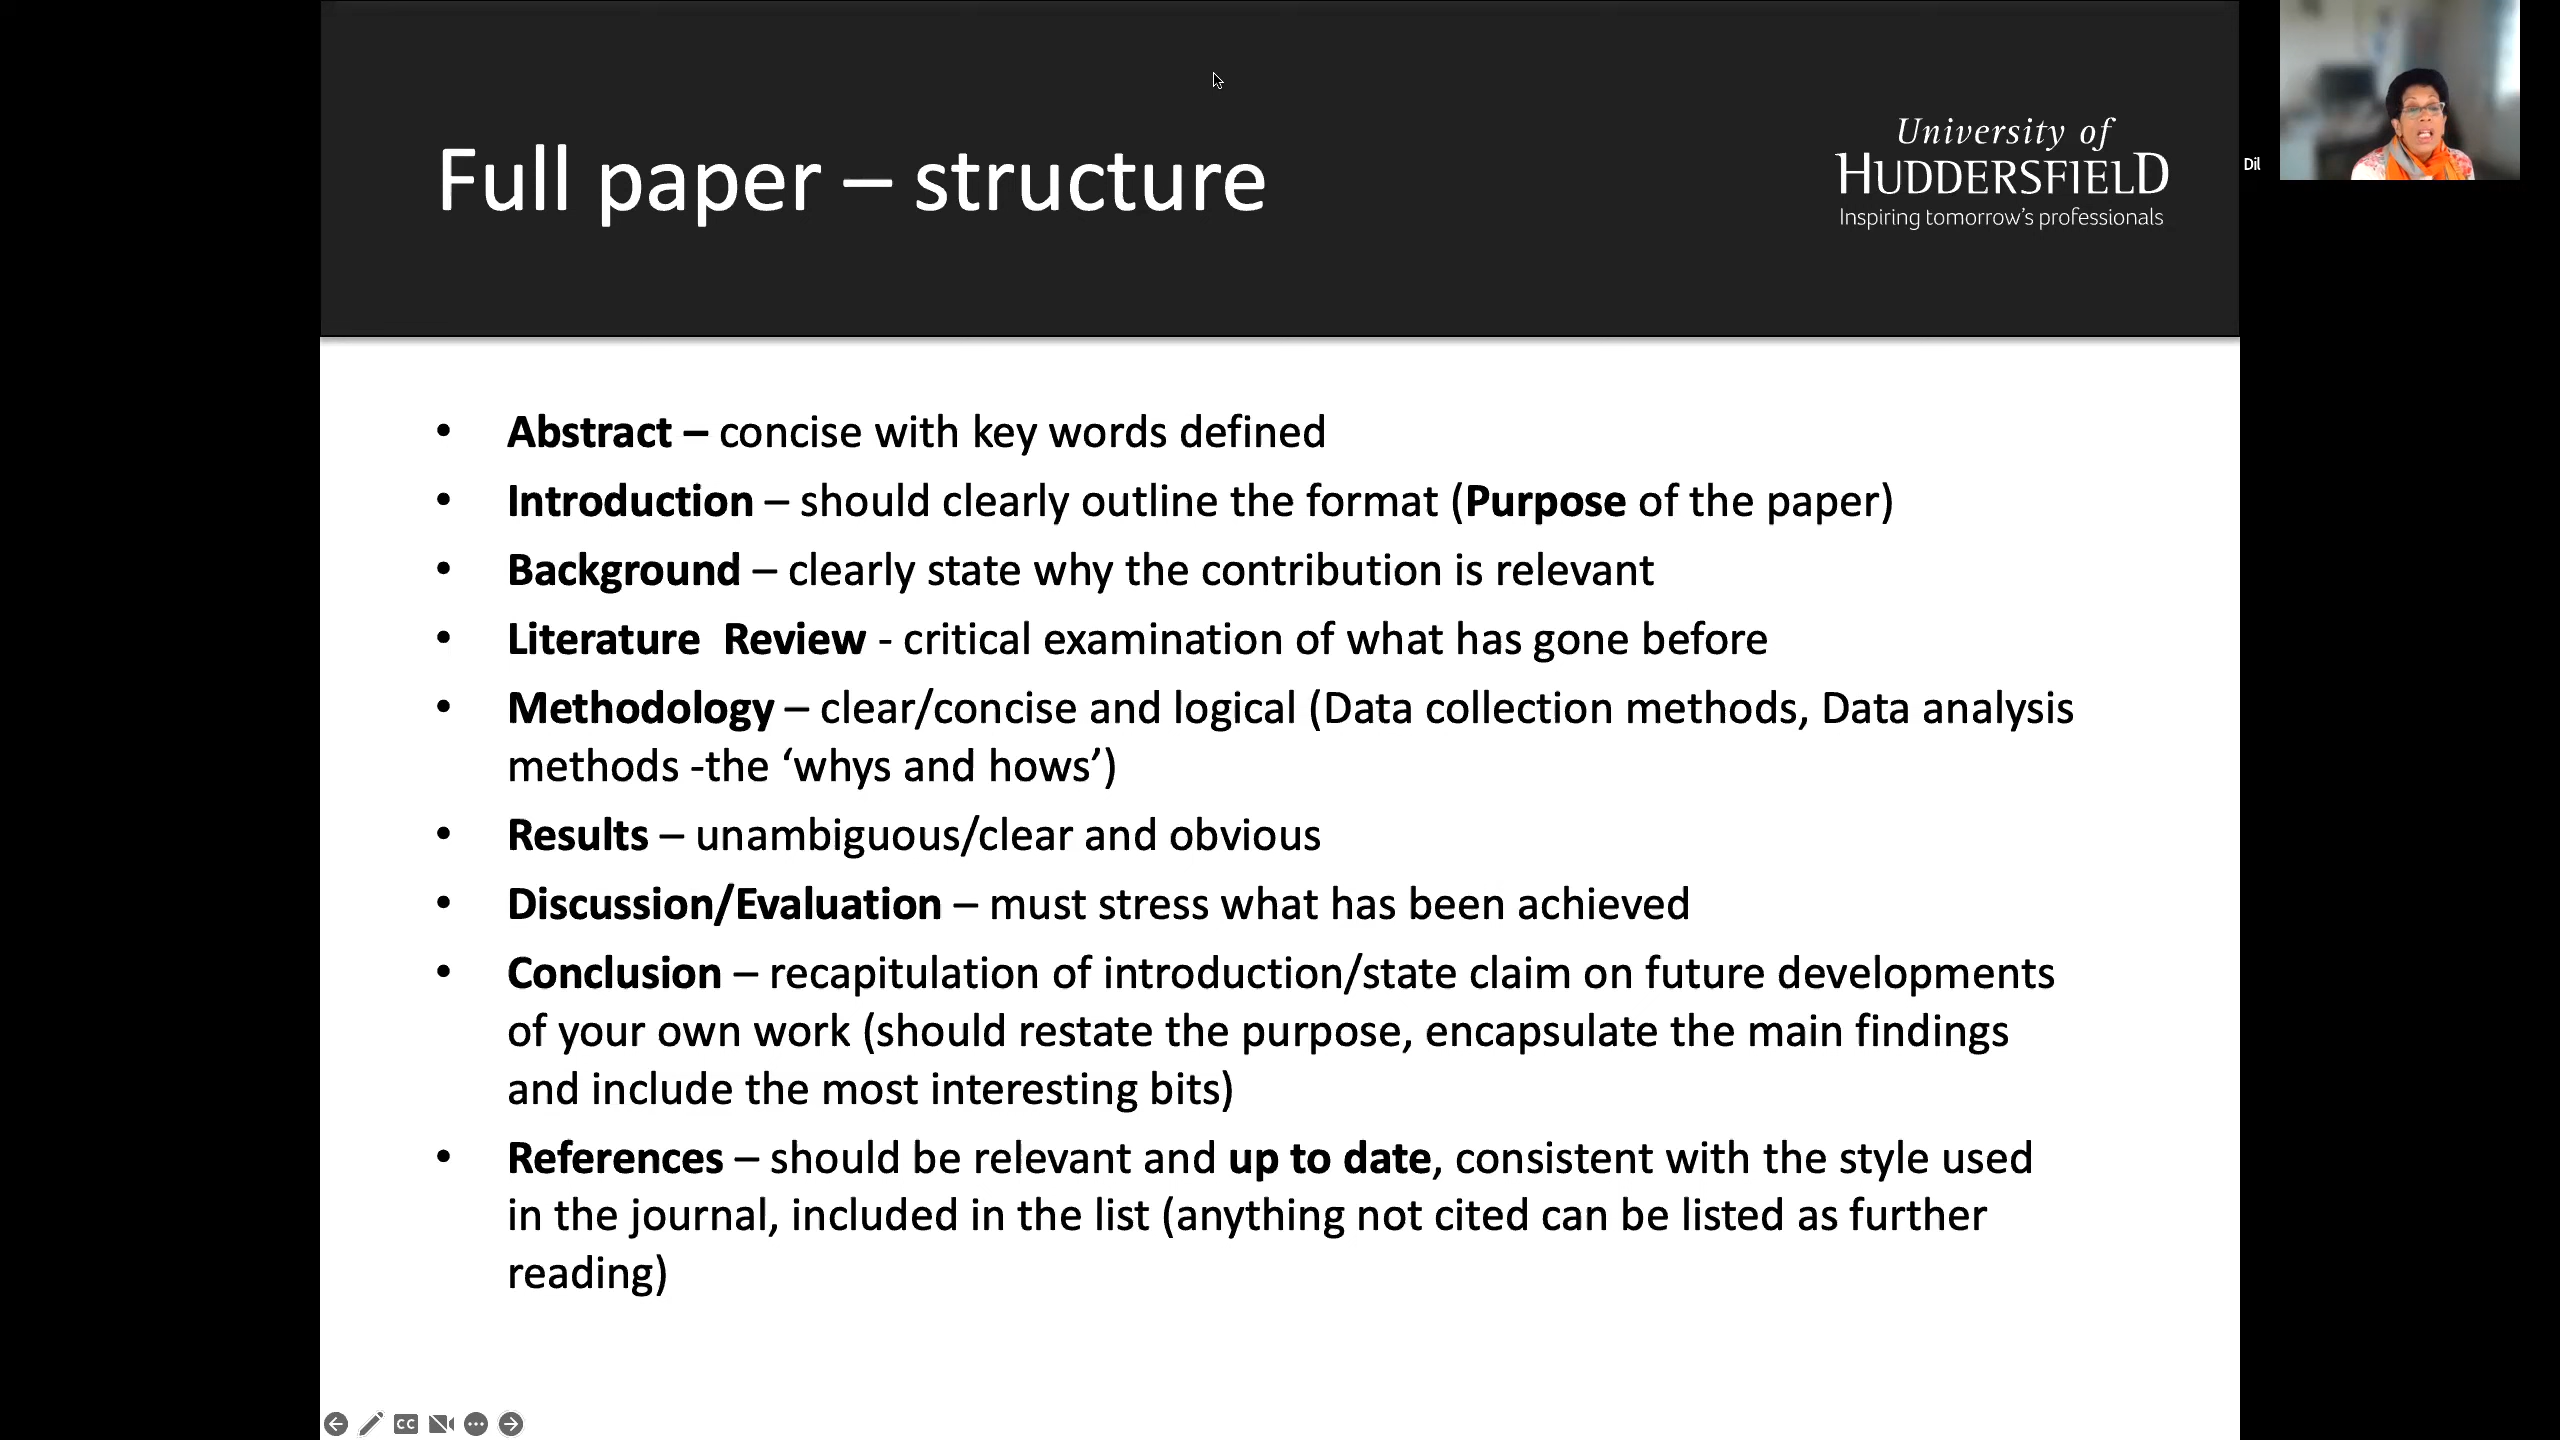 Full paper – structure
University of
HUDDERSFIELD
Inspiring tomorrow's professionals
Dil
• Abstract – concise with key words defined
• Introduction – should clearly outline the format (Purpose of the paper)
• Background – clearly state why the contribution is relevant
• Literature  Review - critical examination of what has gone before
• Methodology – clear/concise and logical (Data collection methods, Data analysis
methods -the ‘whys and hows’)
• Results – unambiguous/clear and obvious
• Discussion/Evaluation – must stress what has been achieved
• Conclusion – recapitulation of introduction/state claim on future developments
of your own work (should restate the purpose, encapsulate the main findings
and include the most interesting bits)
• References – should be relevant and up to date, consistent with the style used
in the journal, included in the list (anything not cited can be listed as further
reading)
CC